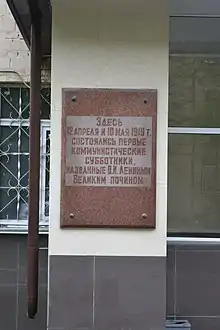 Здесь
12 апреля и 10 мая 1919 г.
состоялись первые
коммунистические
субботники,
названные В.И. Лениным
Великим почином